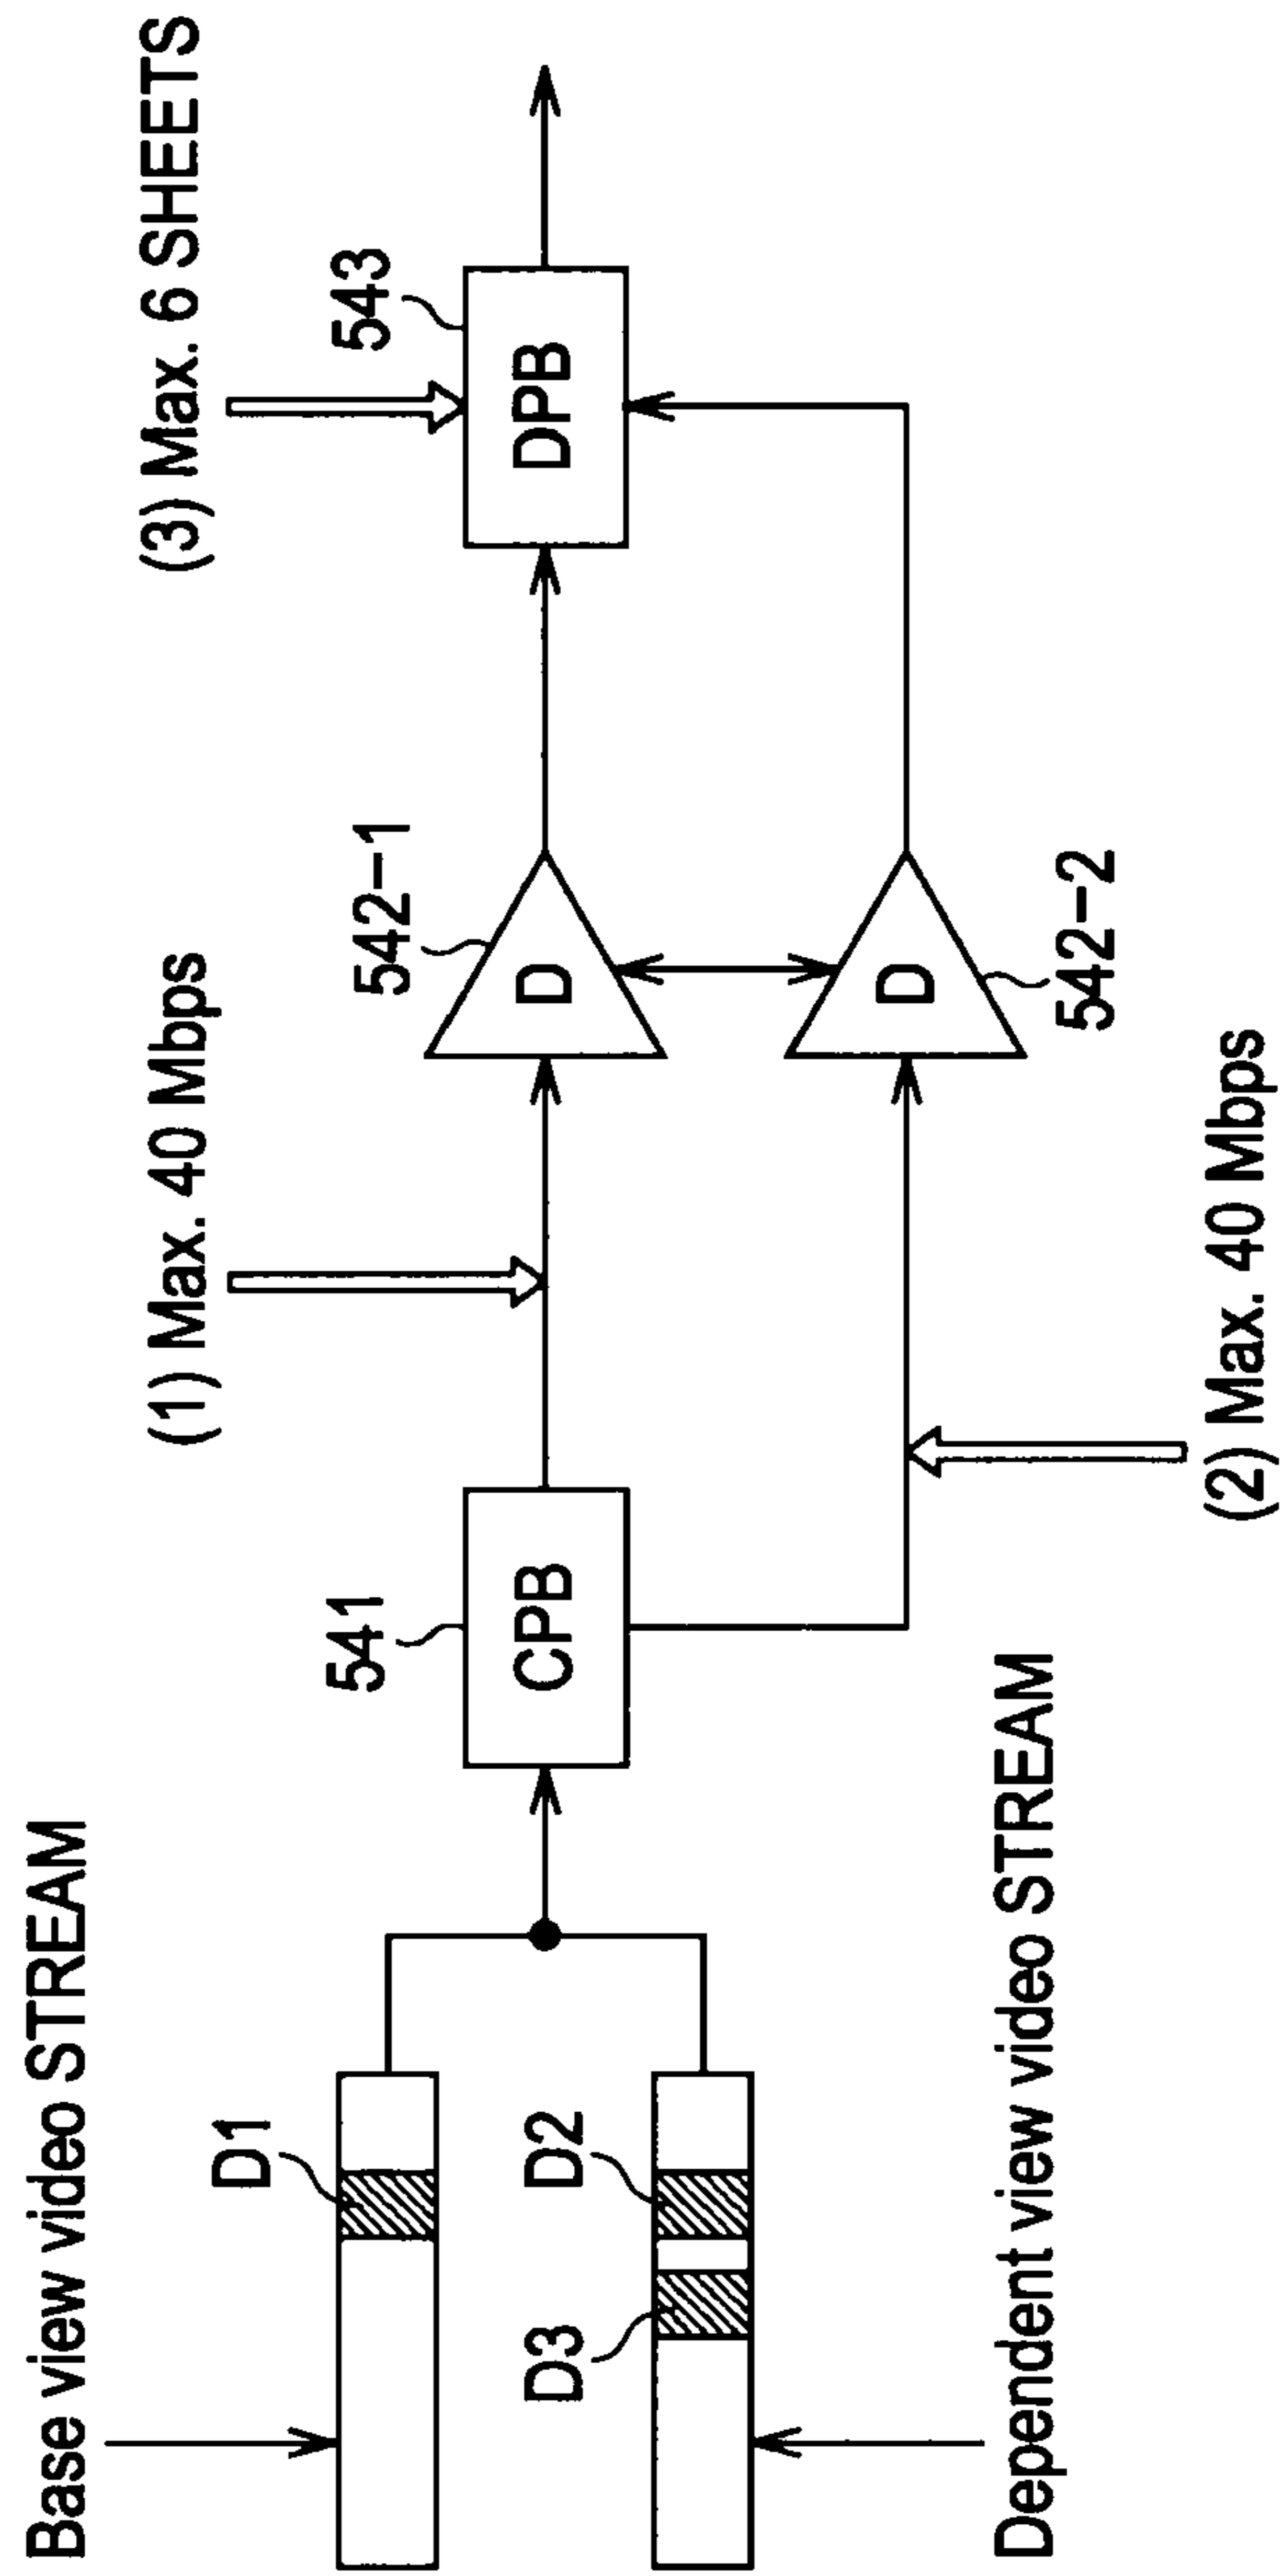 Base view video STREAM
D1
D3
D2
Dependent view video STREAM
541
CPB
(1) Max. 40 Mbps
(2) Max. 40 Mbps
542-1
D
D
542-2
(3) Max. 6 SHEETS
543
DPB